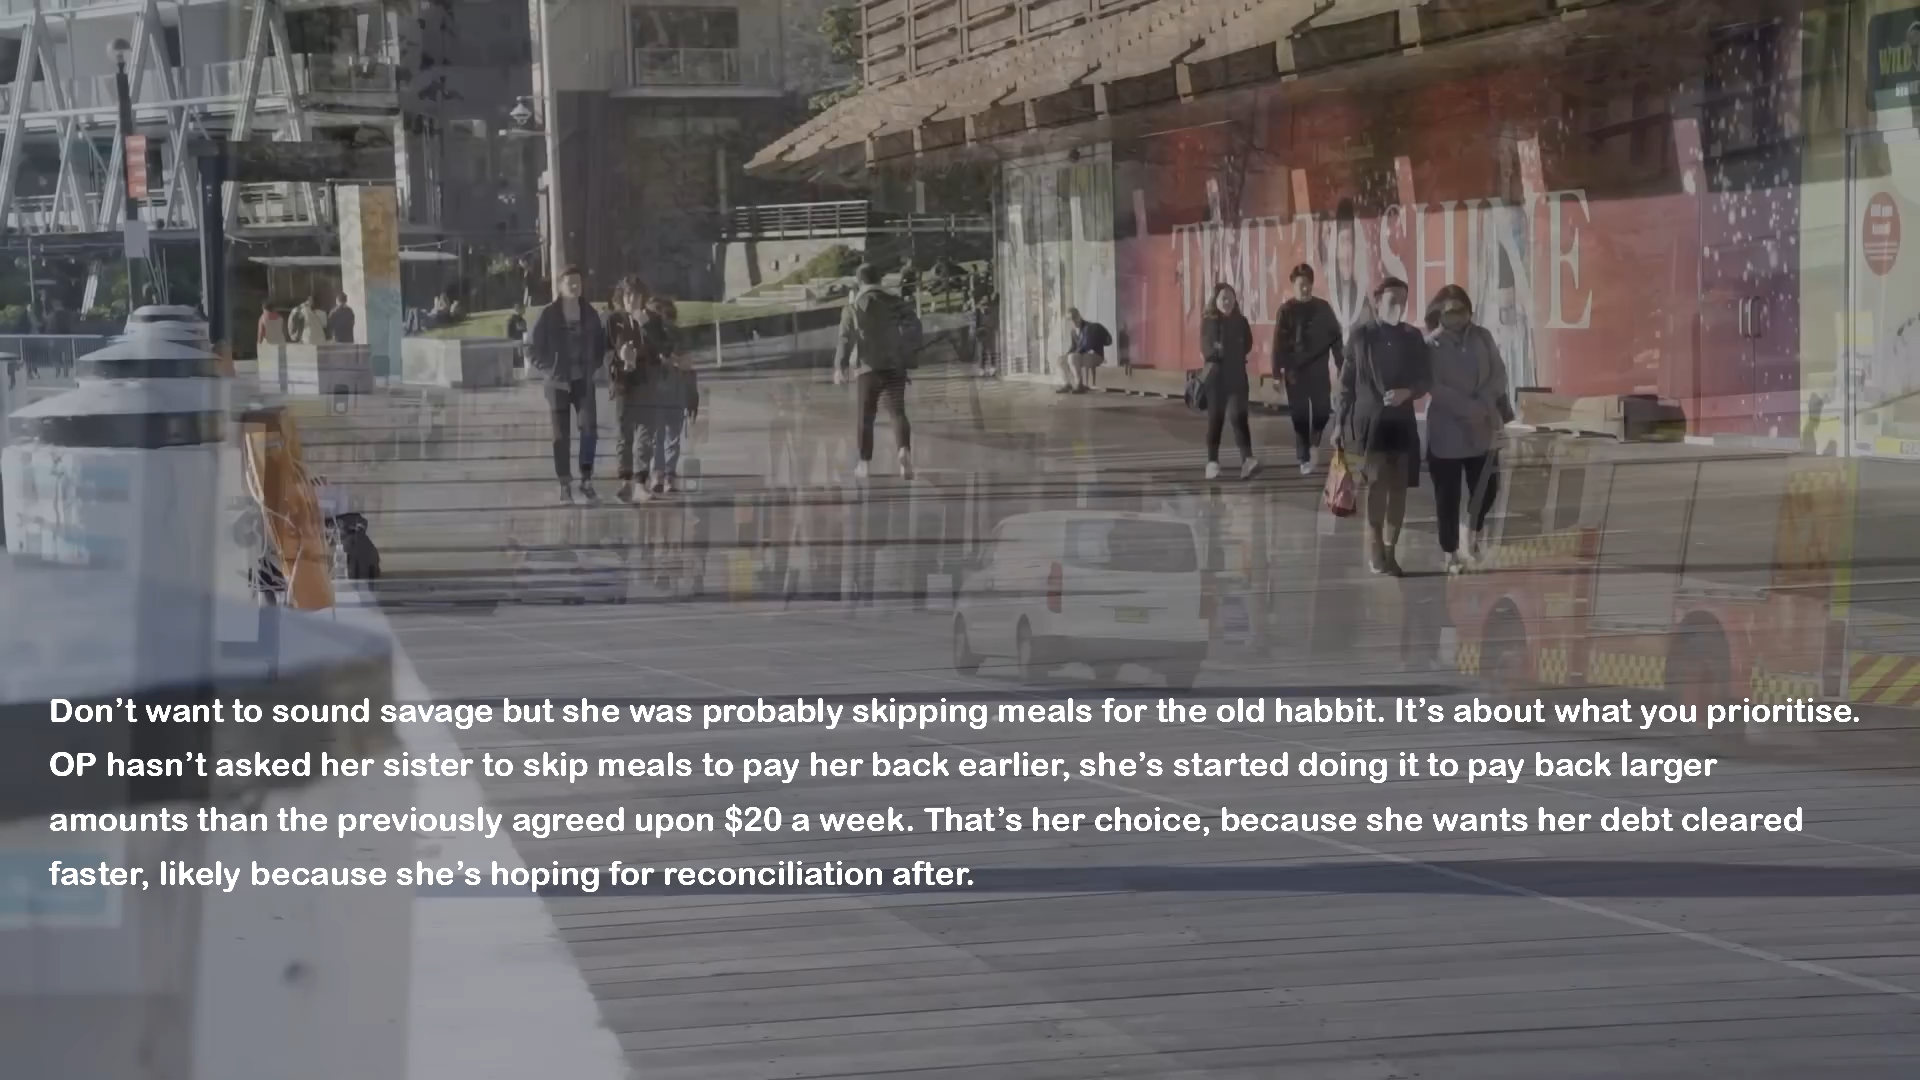 WILD
TIME TO SHINE
Don’t want to sound savage but she was probably skipping meals for the old habbit. It’s about what you prioritise.
OP hasn’t asked her sister to skip meals to pay her back earlier, she’s started doing it to pay back larger
amounts than the previously agreed upon $20 a week. That’s her choice, because she wants her debt cleared
faster, likely because she’s hoping for reconciliation after.